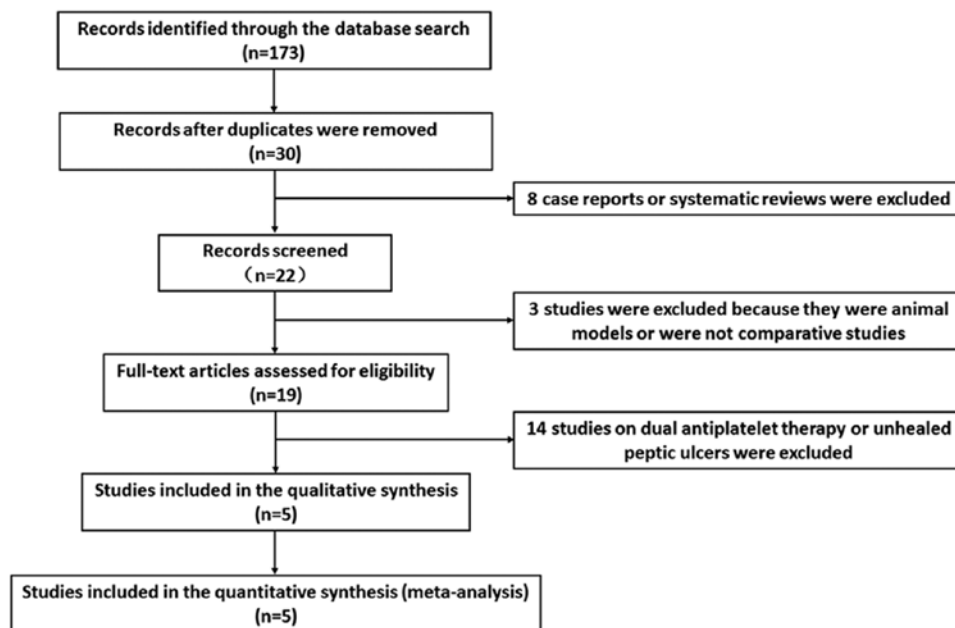 Records identified through the database search
(n=173)
Records after duplicates were removed
(n=30)
8 case reports or systematic reviews were excluded
Records screened
（n=22）
3 studies were excluded because they were animal
models or were not comparative studies
Full-text articles assessed for eligibility
(n=19)
14 studies on dual antiplatelet therapy or unhealed
peptic ulcers were excluded
Studies included in the qualitative synthesis
(n=5)
Studies included in the quantitative synthesis (meta-analysis)
(n=5)